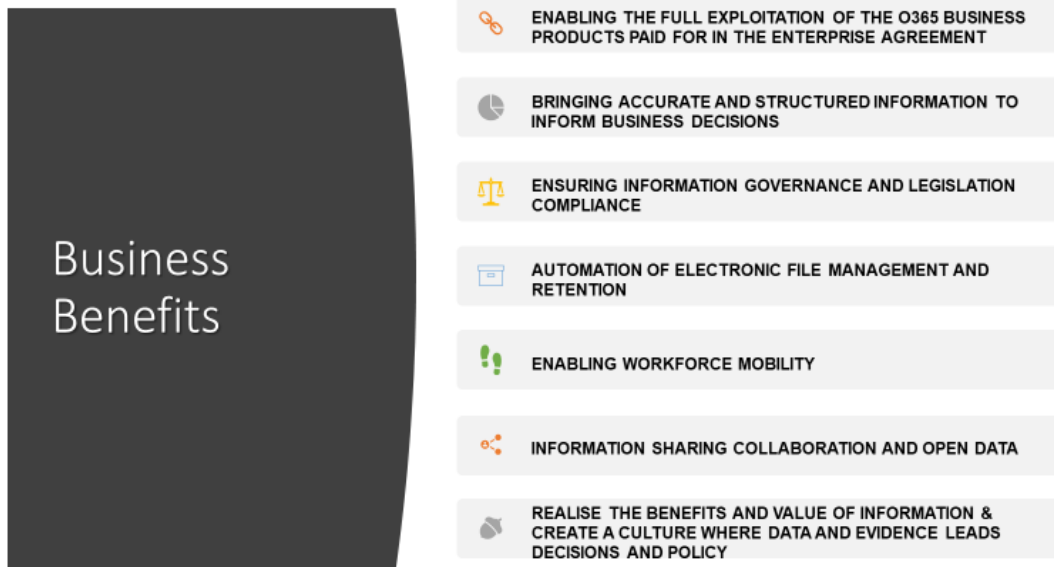 Business
Benefits
ENABLING THE FULL EXPLOITATION OF THE O365 BUSINESS
PRODUCTS PAID FOR IN THE ENTERPRISE AGREEMENT
BRINGING ACCURATE AND STRUCTURED INFORMATION TO
INFORM BUSINESS DECISIONS
ENSURING INFORMATION GOVERNANCE AND LEGISLATION
COMPLIANCE
AUTOMATION OF ELECTRONIC FILE MANAGEMENT AND
RETENTION
ENABLING WORKFORCE MOBILITY
INFORMATION SHARING COLLABORATION AND OPEN DATA
REALISE THE BENEFITS AND VALUE OF INFORMATION &
CREATE A CULTURE WHERE DATA AND EVIDENCE LEADS
DECISIONS AND POLICY